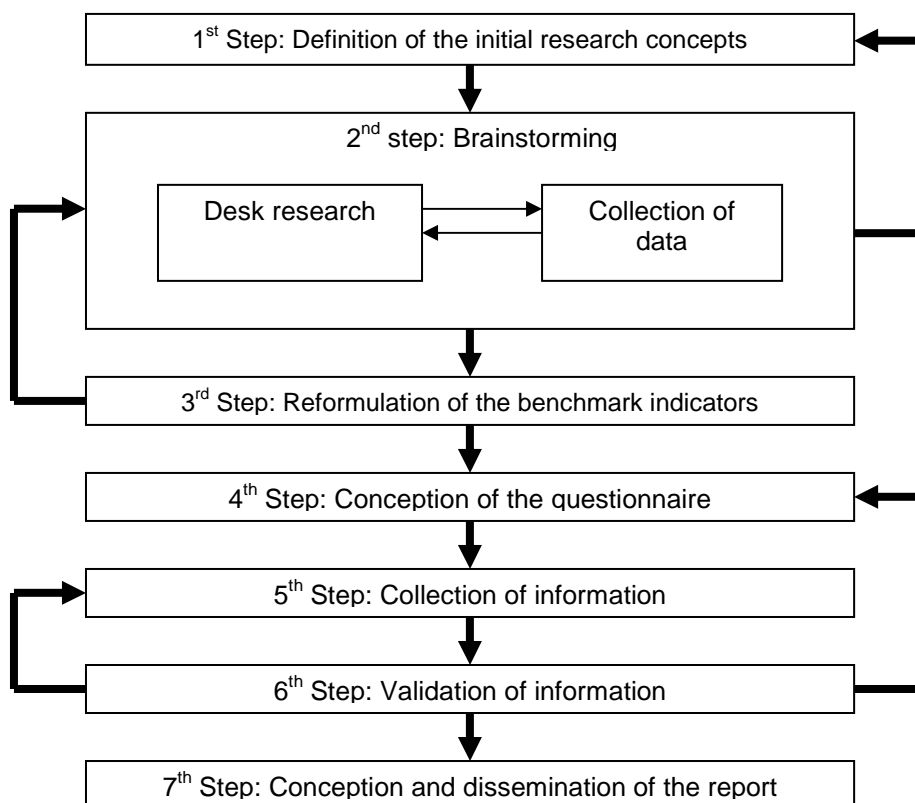 1st Step: Definition of the initial research concepts
2nd step: Brainstorming
Desk research
Collection of
data
3rd Step: Reformulation of the benchmark indicators
4th Step: Conception of the questionnaire
5th Step: Collection of information
6th Step: Validation of information
7th Step: Conception and dissemination of the report